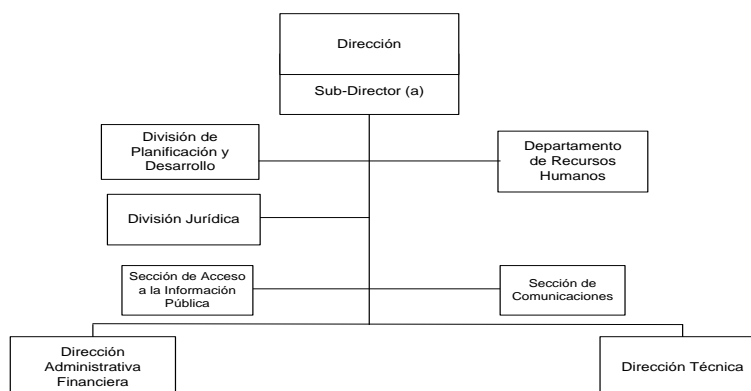 Dirección
Sub-Director (a)
División de
Planificación y
Desarrollo
Departamento
de Recursos
Humanos
División Jurídica
Sección de Acceso
a la Información
Pública
Sección de
Comunicaciones
Dirección
Administrativa
Financiera
Dirección Técnica